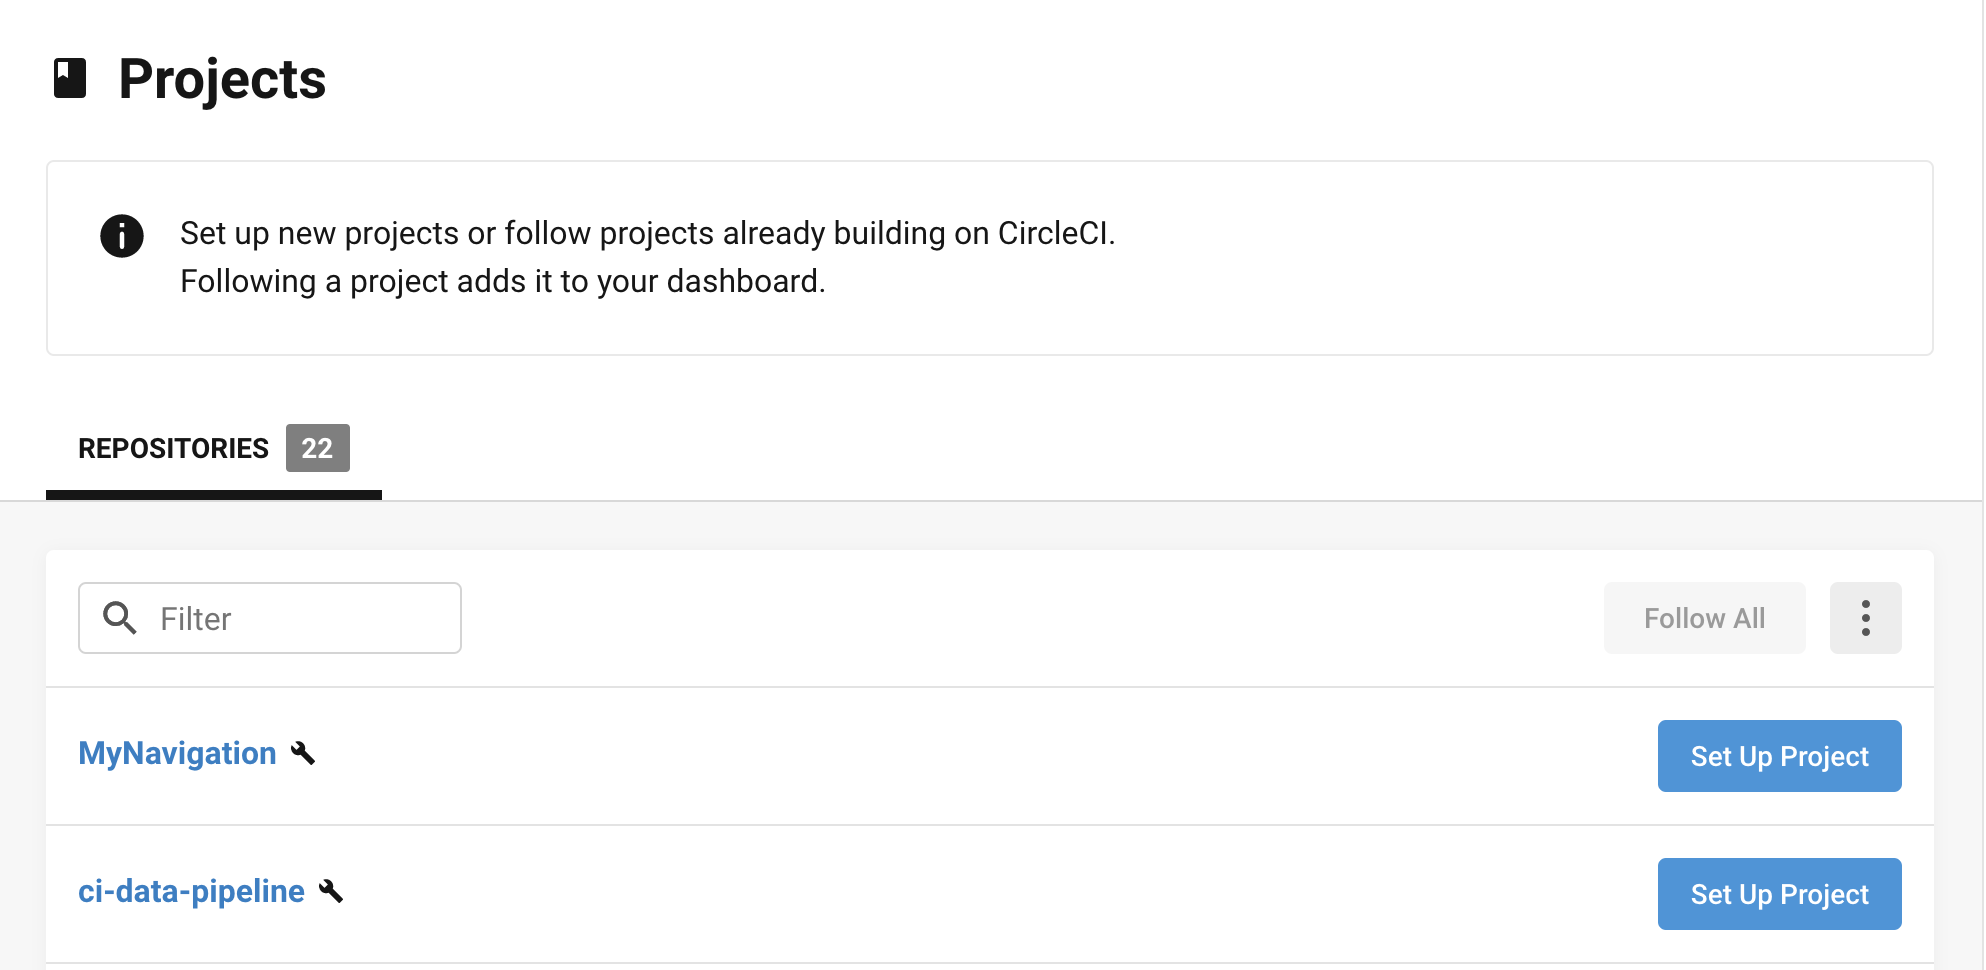 Projects
Set up new projects or follow projects already building on CircleCI.
Following a project adds it to your dashboard.
REPOSITORIES 22
Filter
Follow All
MyNavigation
Set Up Project
ci-data-pipeline
Set Up Project